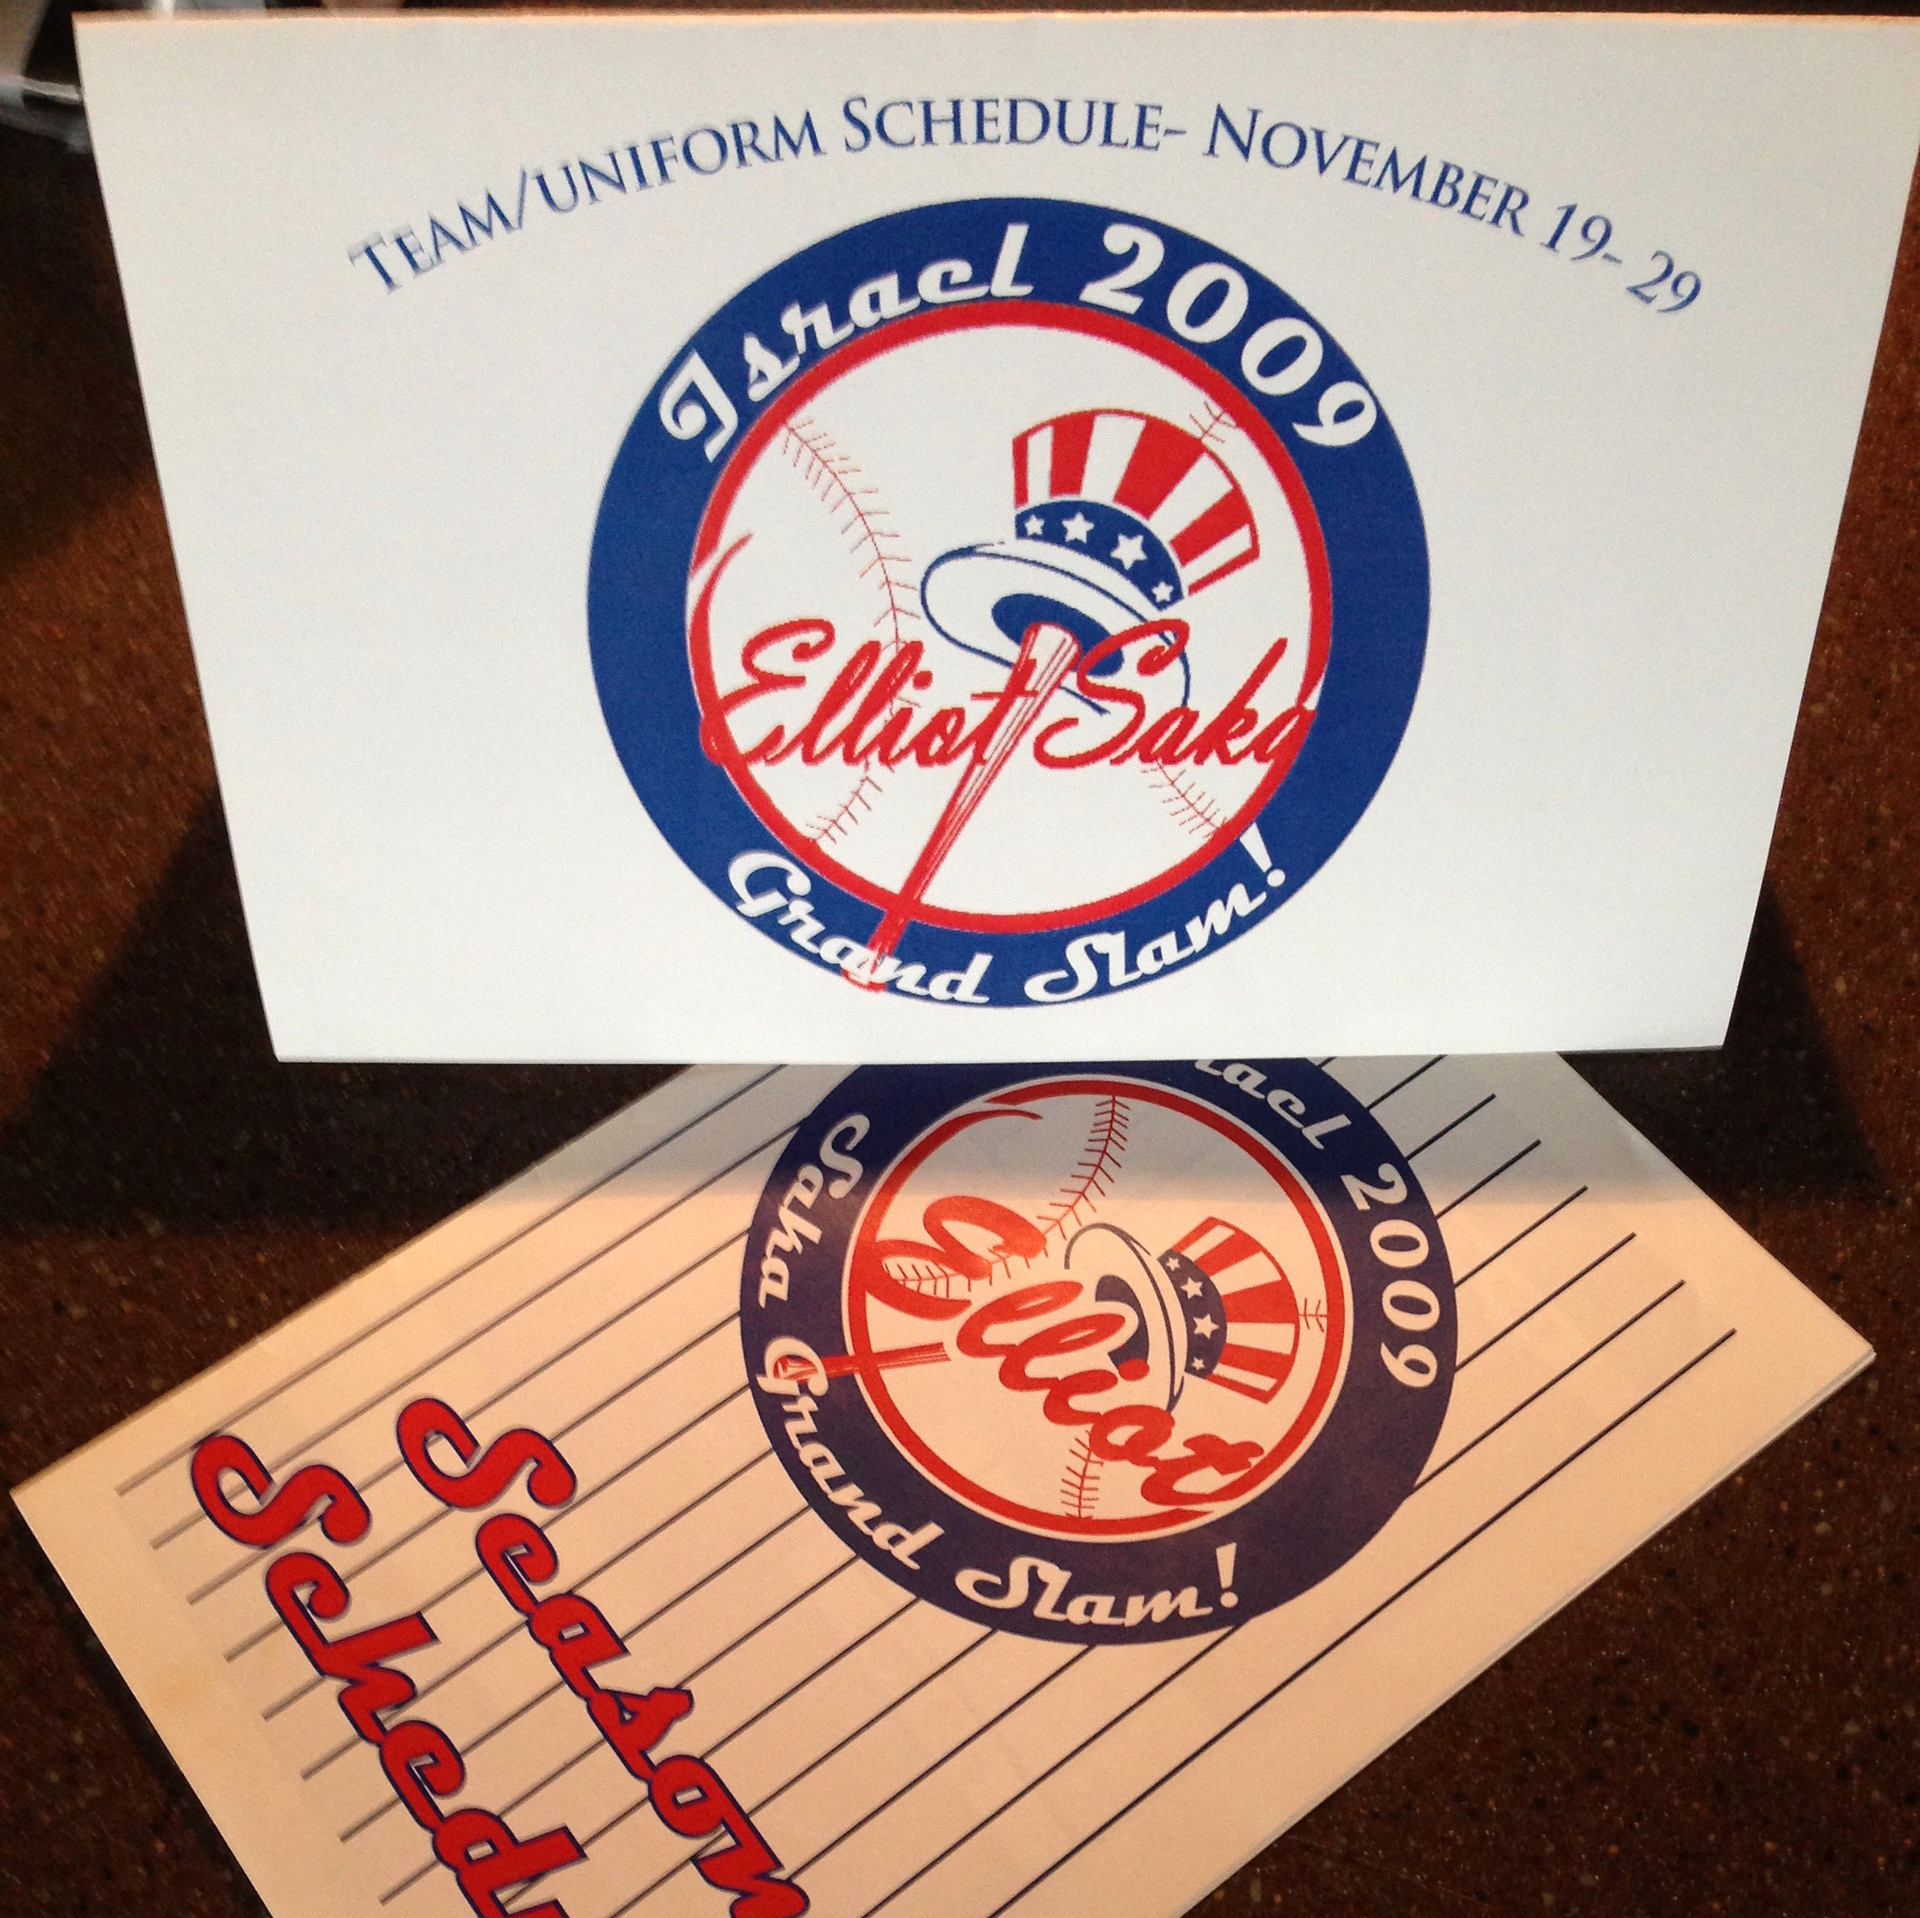 TEAM/UNIFORM SCHEDULE- NOVEMBER 19- 29
Israel 2009
Elliot Saka
Grand Slam!
rael 2009
Elliot
Saka Grand Slam!
Season
Sched